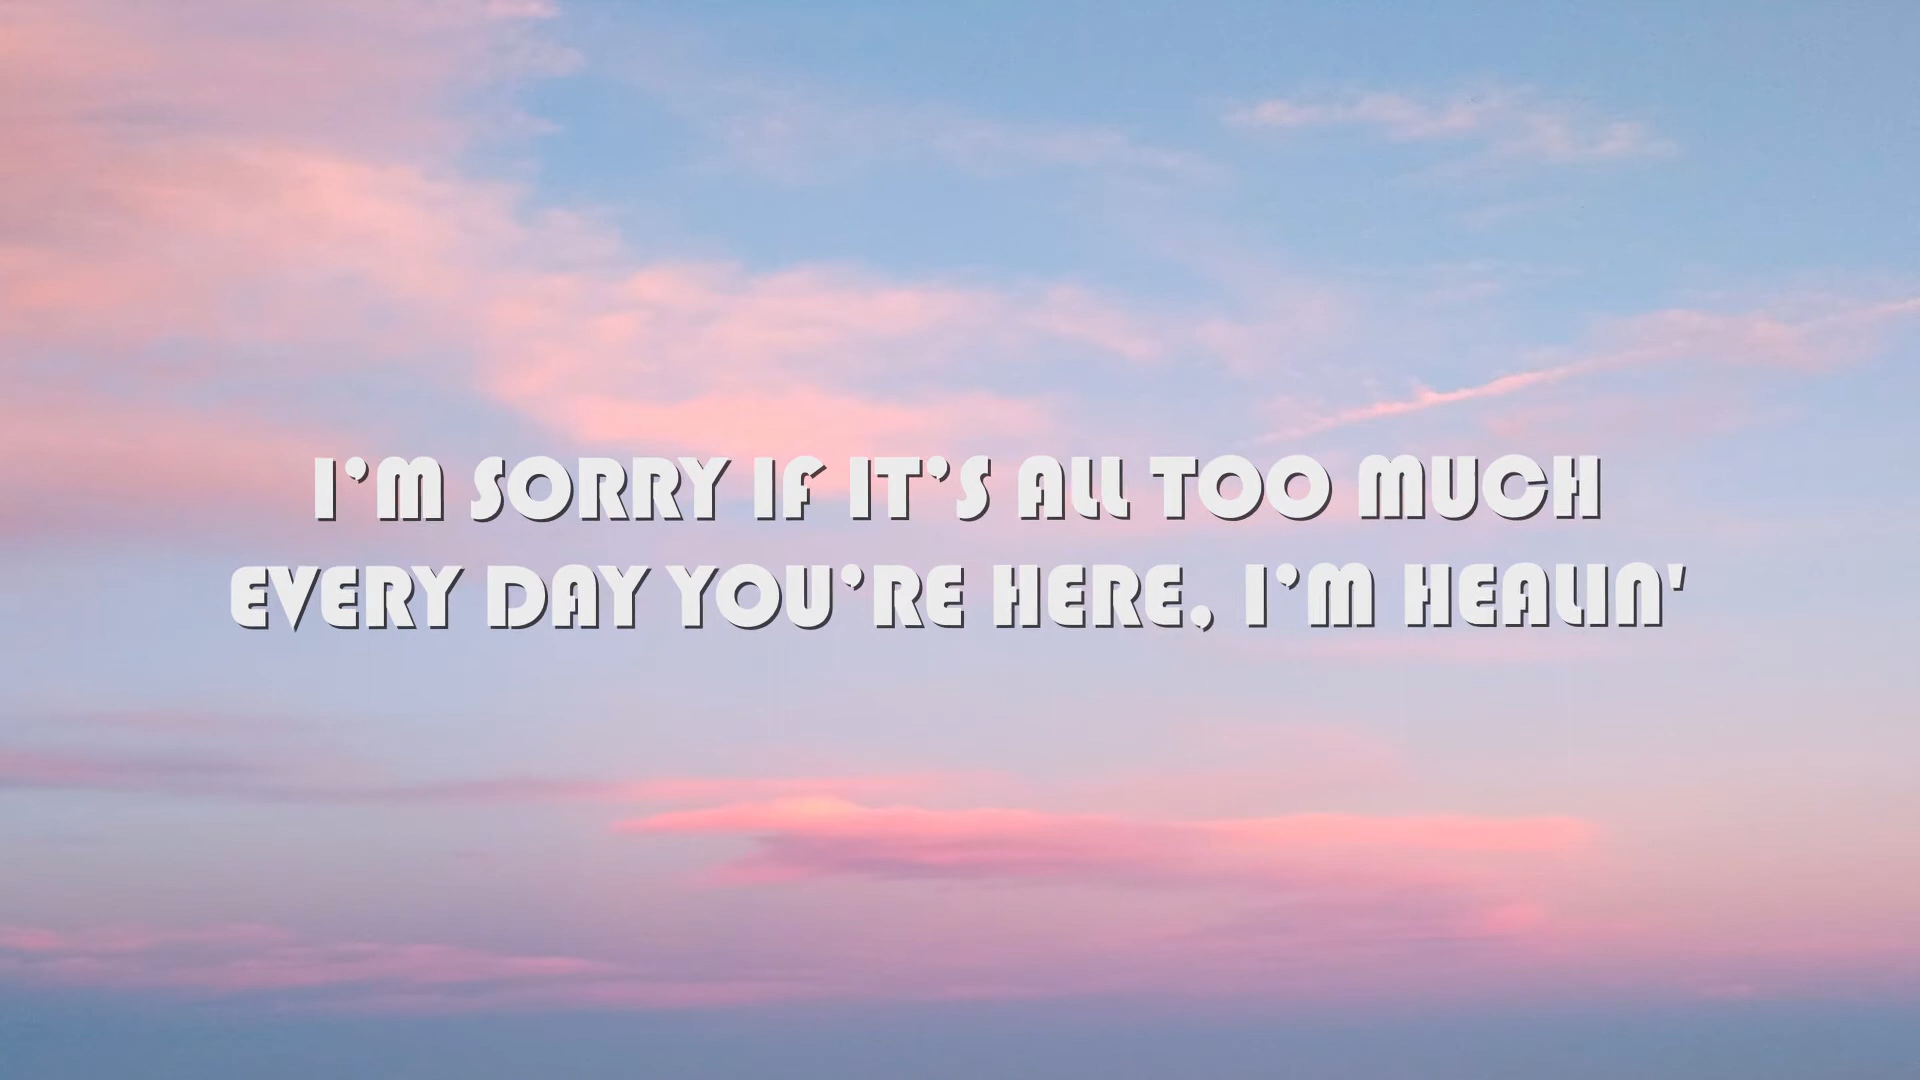 I’M SORRY IF IT’S ALL TOO MUCH
EVERY DAY YOU’RE HERE, I’M HEALIN'